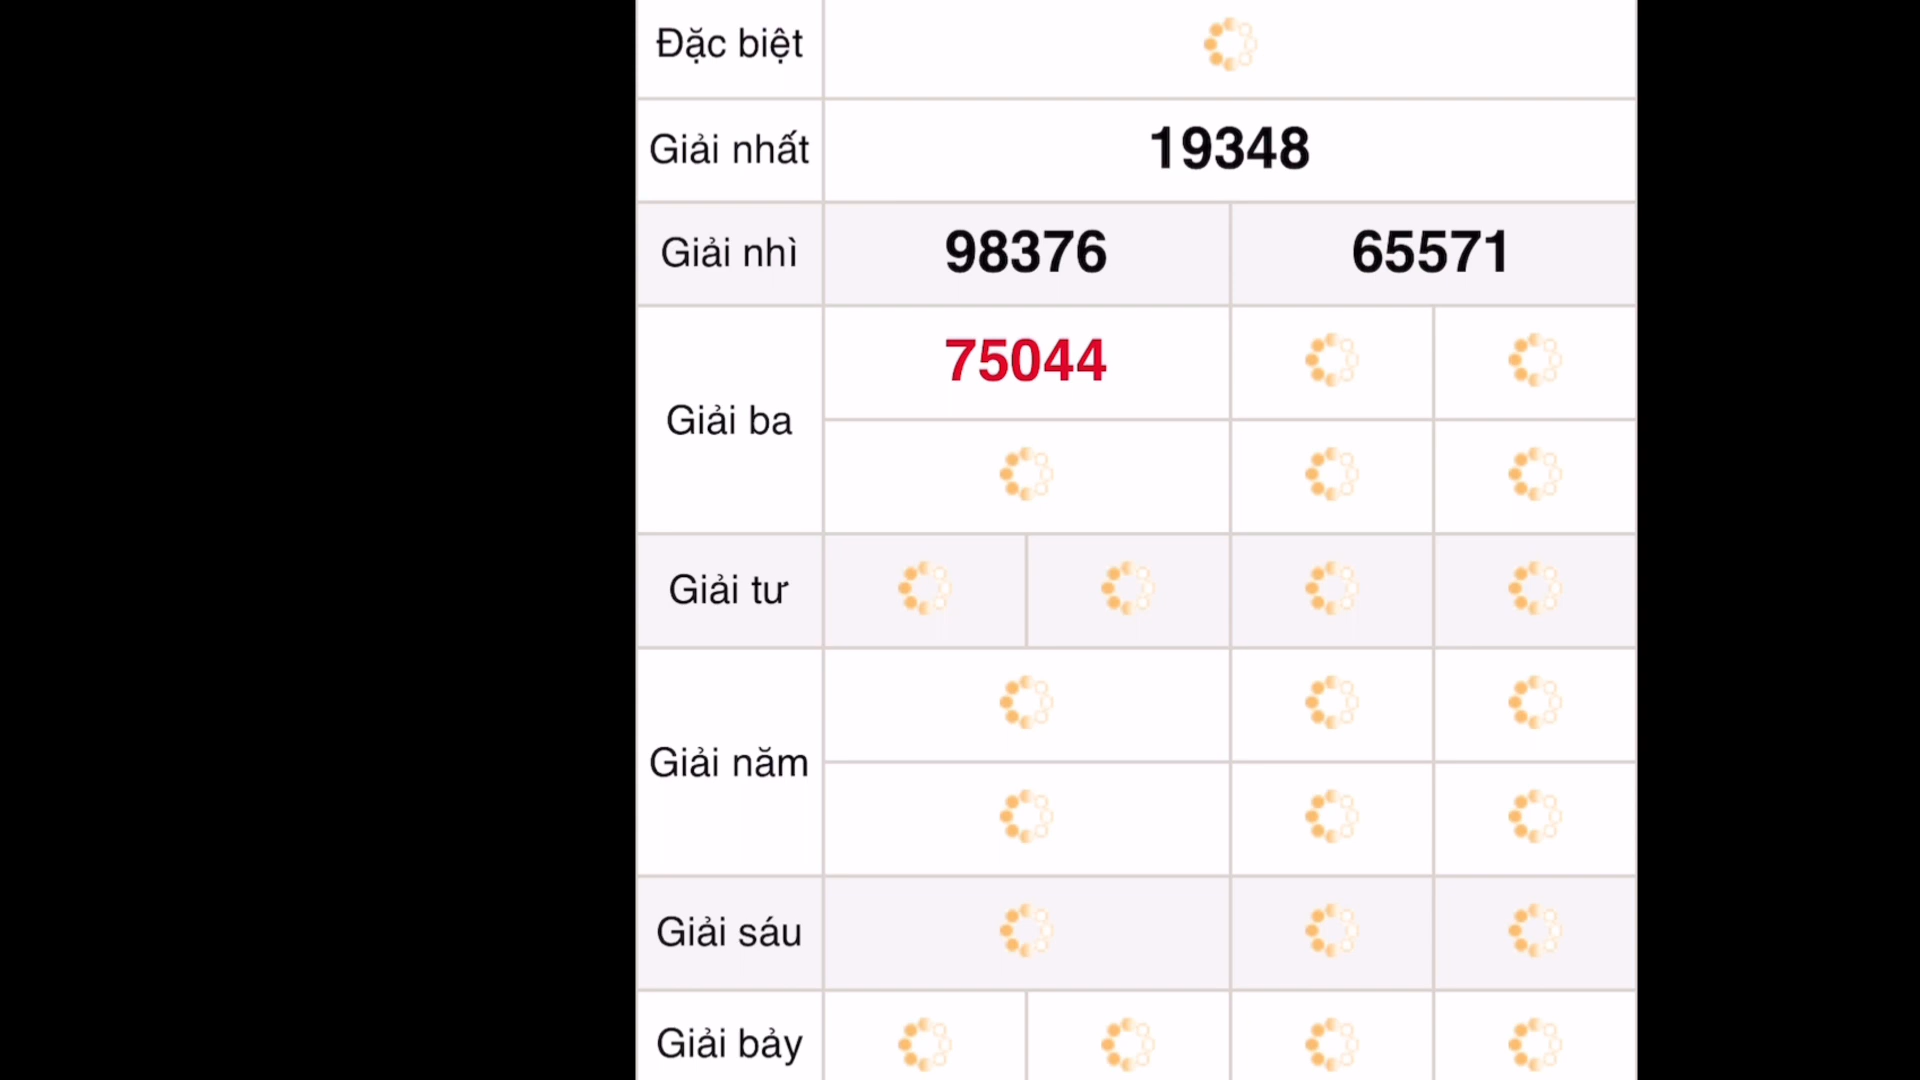 Đặc biệt
Giải nhất 19348
Giải nhì 98376 65571
75044
Giải ba
Giải tư
Giải năm
Giải sáu
Giải bảy